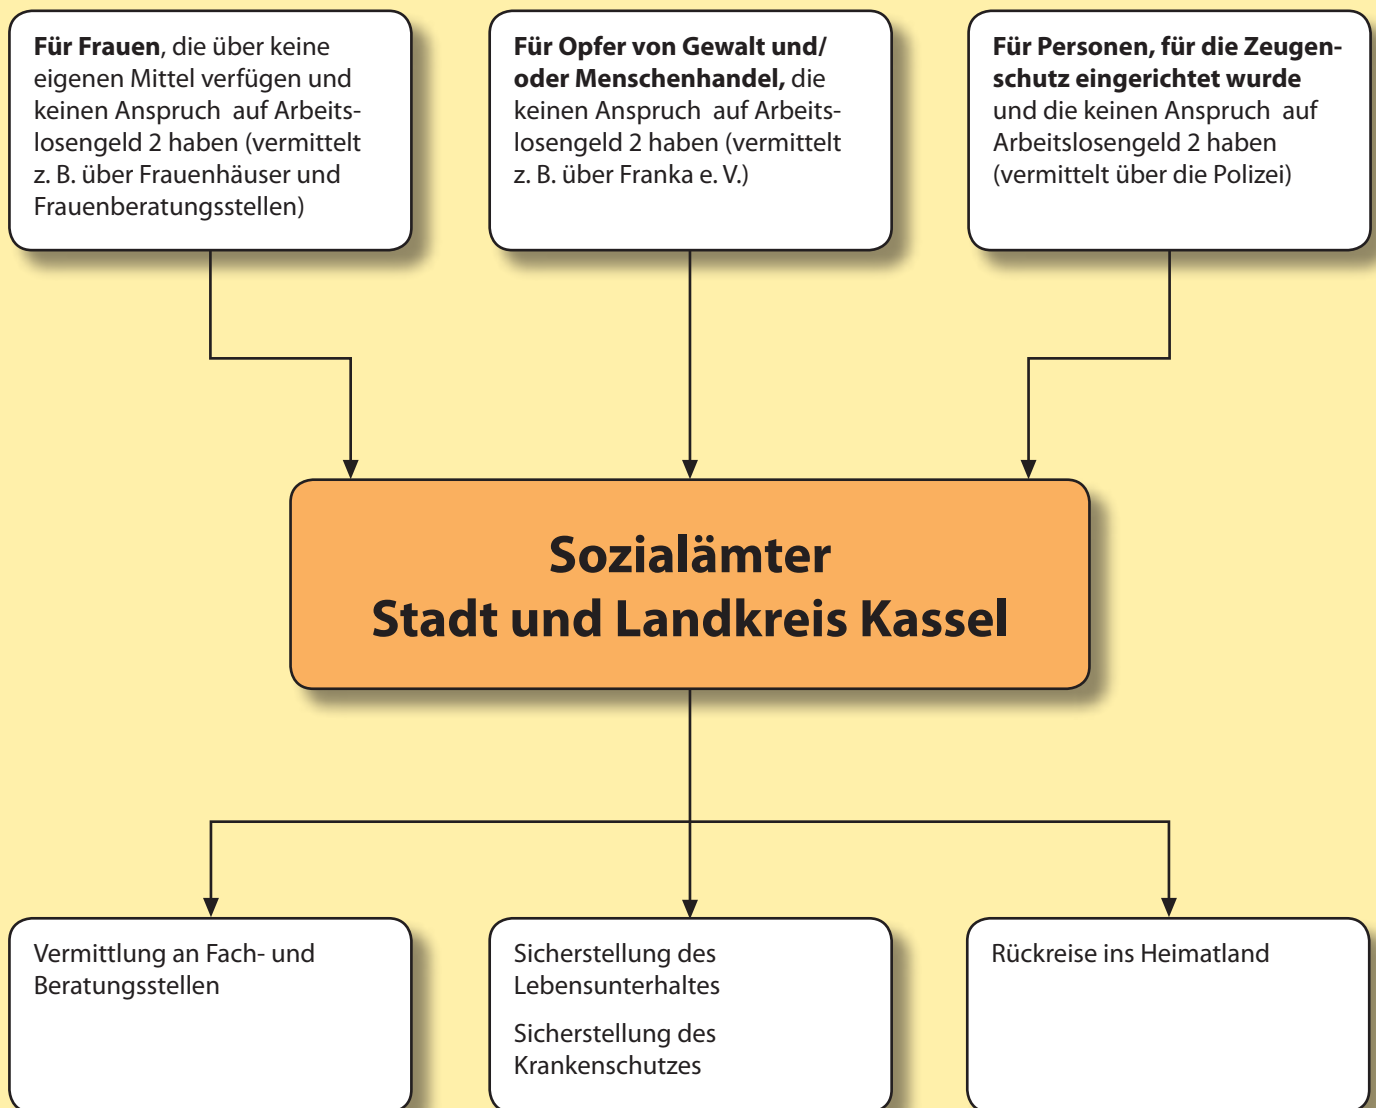 Für Frauen, die über keine
eigenen Mittel verfügen und
keinen Anspruch auf Arbeits-
losengeld 2 haben (vermittelt
z. B. über Frauenhäuser und
Frauenberatungsstellen)
Für Opfer von Gewalt und/
oder Menschenhandel, die
keinen Anspruch auf Arbeits-
losengeld 2 haben (vermittelt
z. B. über Franka e. V.)
Für Personen, für die Zeugen-
schutz eingerichtet wurde
und die keinen Anspruch auf
Arbeitslosengeld 2 haben
(vermittelt über die Polizei)
Sozialämter
Stadt und Landkreis Kassel
Vermittlung an Fach- und
Beratungsstellen
Sicherstellung des
Lebensunterhaltes
Sicherstellung des
Krankenschutzes
Rückreise ins Heimatland